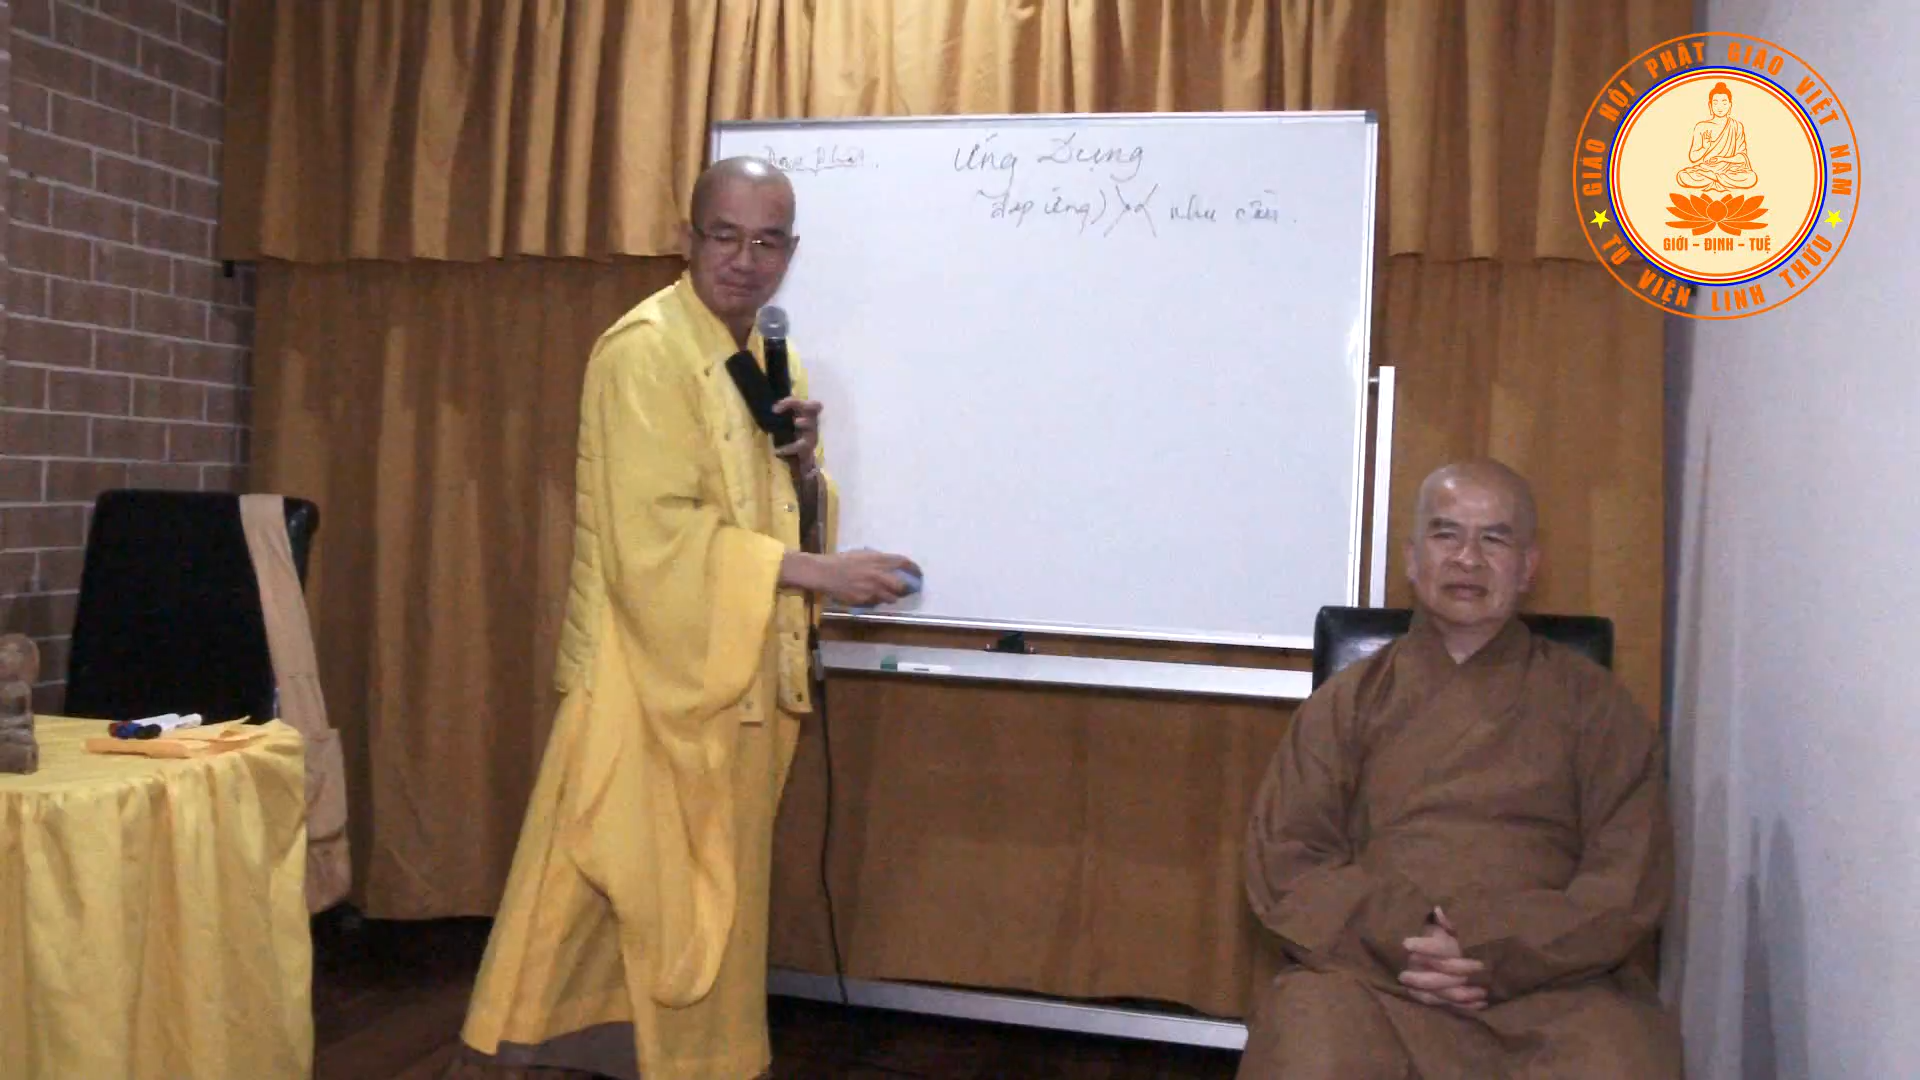 Ứng Dụng
đáp ứng) nhu cầu.
GIÁO HỘI PHẬT GIÁO VIỆT NAM
GIỚI - ĐỊNH - TUỆ
TU VIỆN LINH THỨU